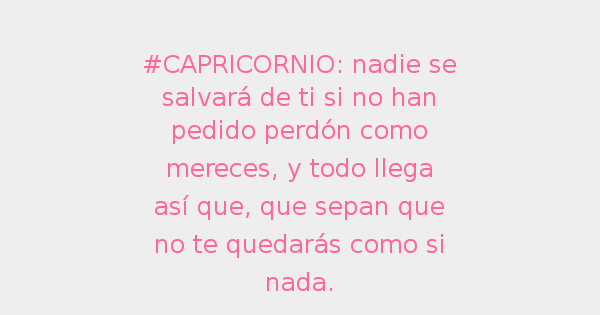 #CAPRICORNIO: nadie se
salvará de ti si no han
pedido perdón como
mereces, y todo llega
así que, que sepan que
no te quedarás como si
nada.